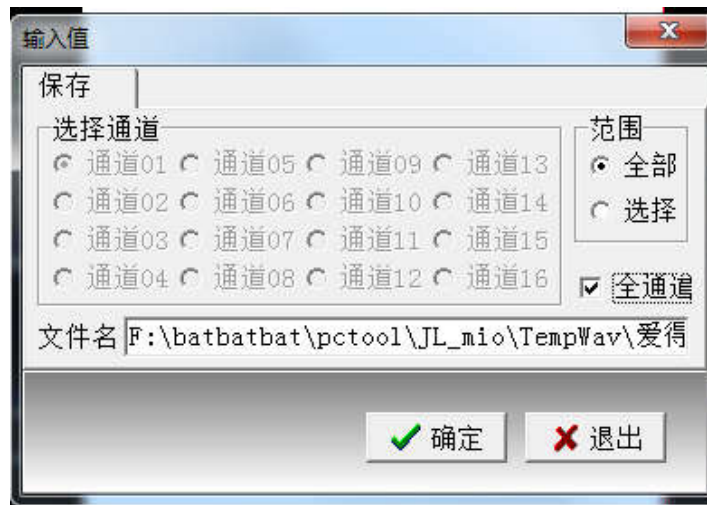 输入值
保存
选择通道
范围
通道01 通道05 通道09 通道13
全部
通道02 通道06 通道10 通道14
选择
通道03 通道07 通道11 通道15
通道04 通道08 通道12 通道16
全通道
文件名 F:\batbatbat\pctool\JL_mio\TempWav\爱得
确定 退出